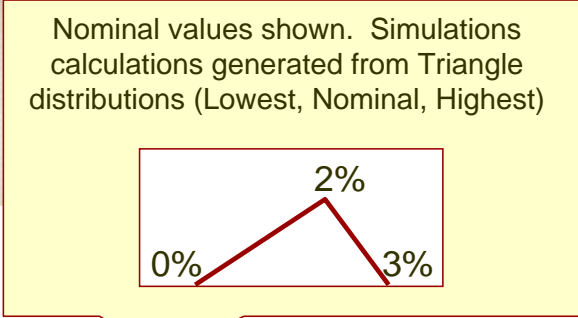 Nominal values shown.  Simulations
calculations generated from Triangle
distributions (Lowest, Nominal, Highest)
2%
0% 3%